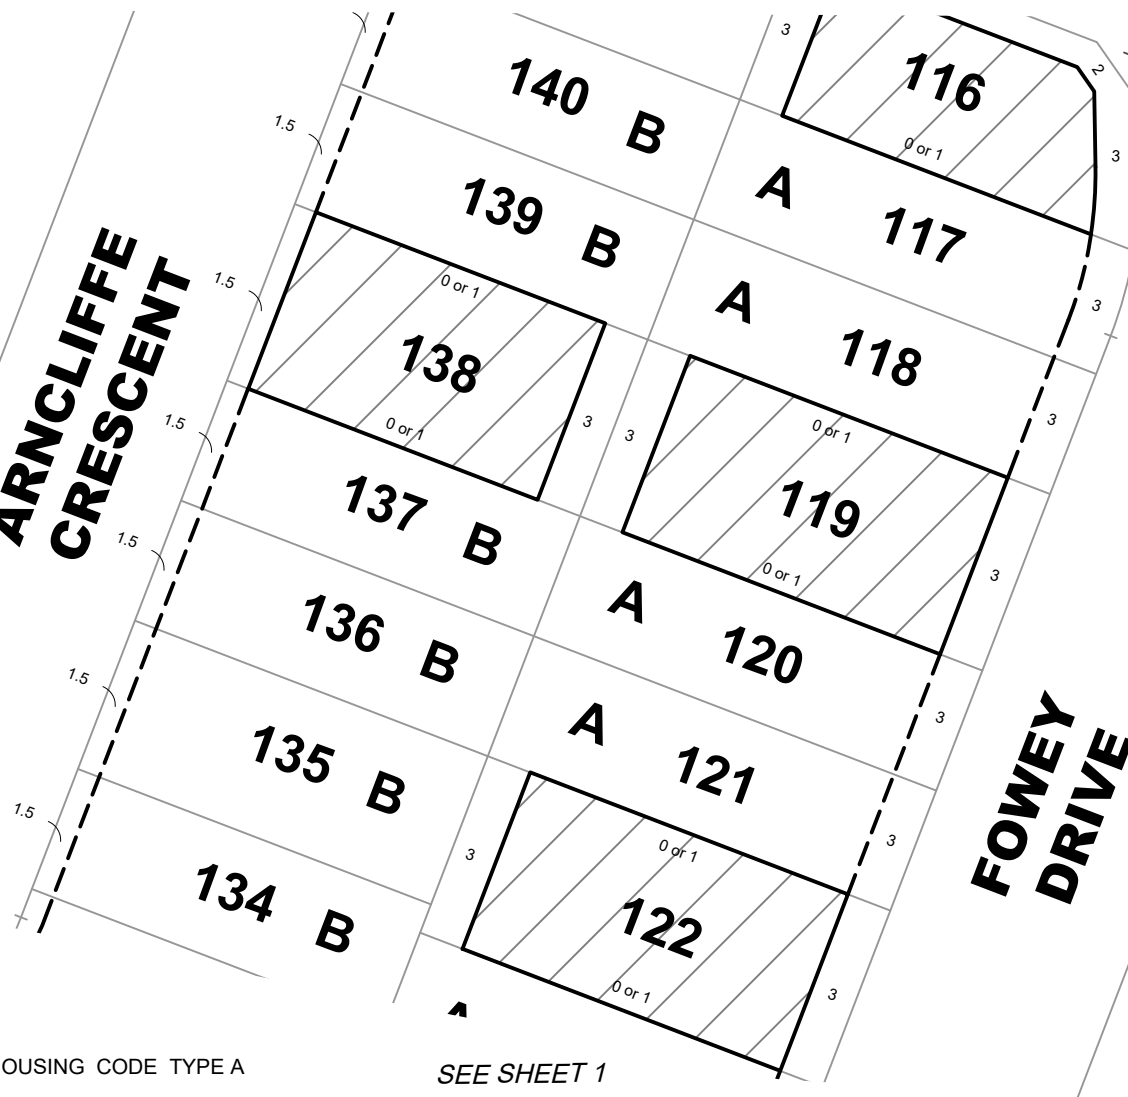 3
116
2
140
B
0 or 1
3
1.5
A
117
139
B
1.5
0 or 1
A
118
3
ARNCLIFFE
CRESCENT
138
0 or 1
3
3
0 or 1
3
1.5
137
B
119
0 or 1
3
1.5
136
B
A
120
3
1.5
135
B
A
121
FOWEY
DRIVE
1.5
3
0 or 1
3
134
B
122
0 or 1
3
OUSING CODE TYPE A
SEE SHEET 1